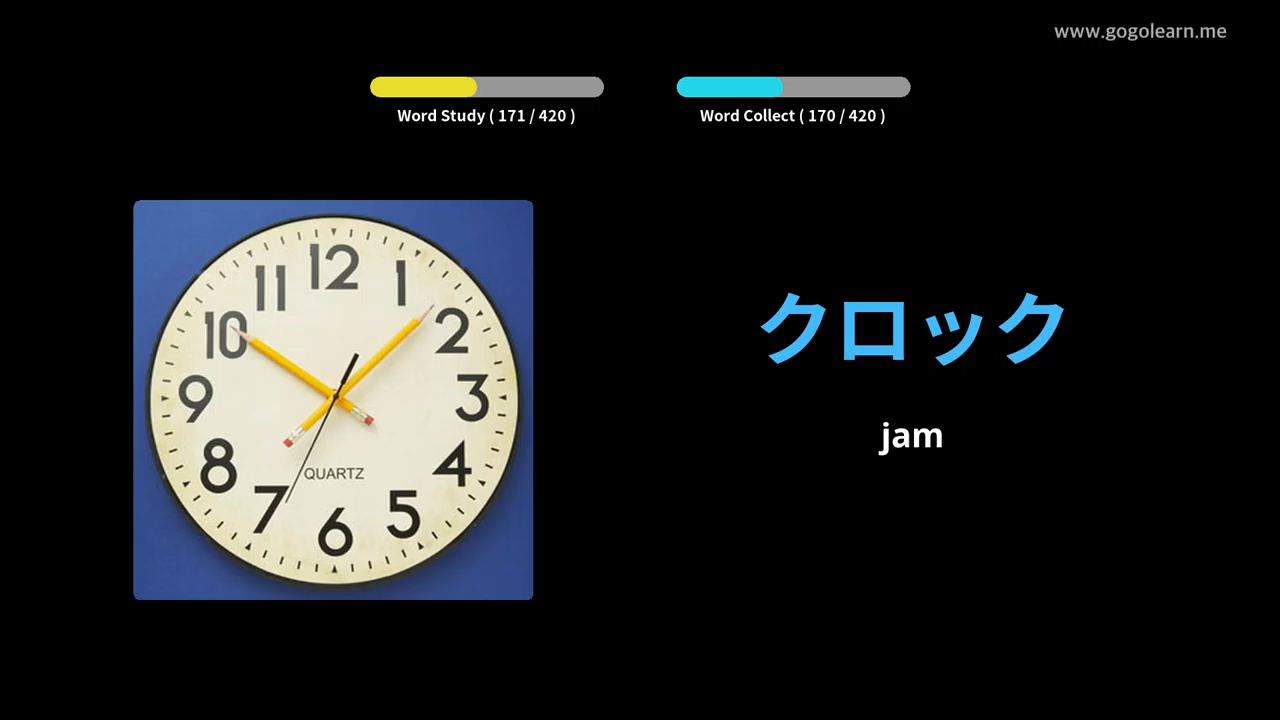 www.gogolearn.me
Word Study ( 171 / 420 )
Word Collect ( 170 / 420 )
12
11
1
10
2
9
3
8
4
QUARTZ
7
5
6
クロック
jam